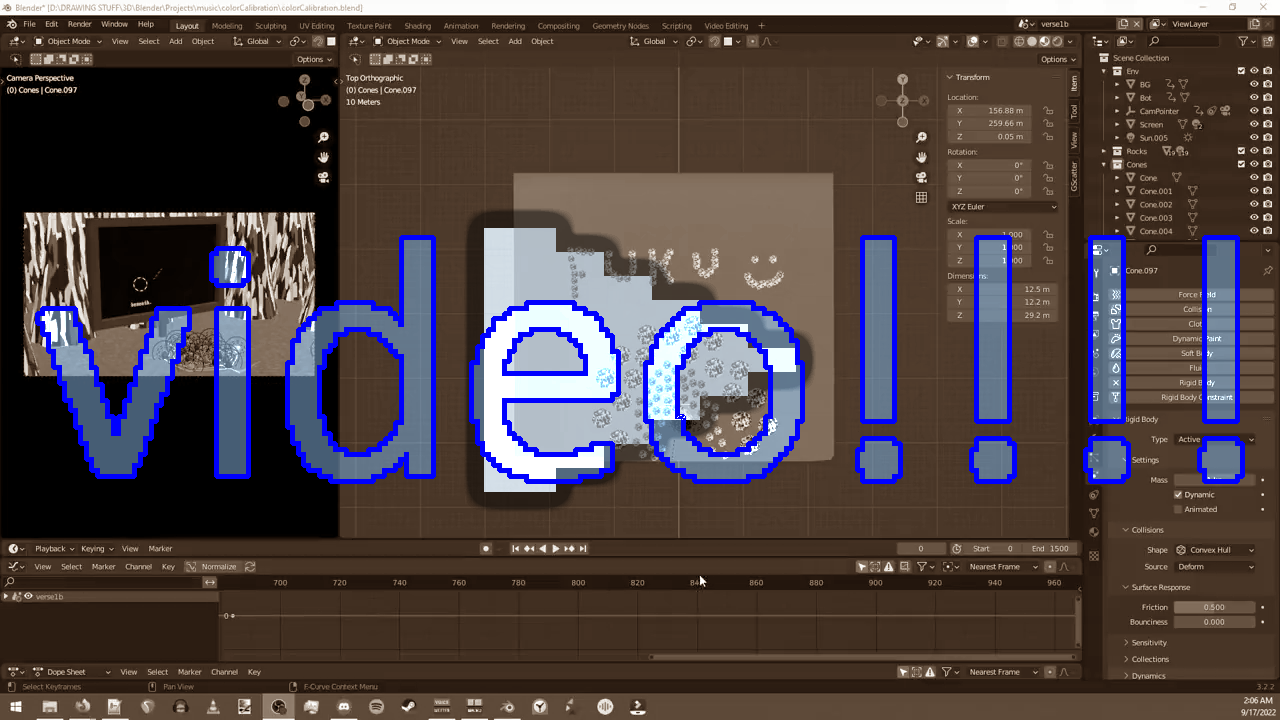 Blender* [D:\DRAWING STUFF\3D\Blender\Projects\music\colorCalibration\colorCalibration.blend]
File Edit Render Window Help Layout Modeling Sculpting UV Editing Texture Paint Shading Animation Rendering Compositing Geometry Nodes Scripting Video Editing verse1b ViewLayer
Object Mode View Select Add Object Global
Object Mode View Select Add Object Global
Options
Options
Camera Perspective
(0) Cones | Cone.097
Top Orthographic
(0) Cones | Cone.097
10 Meters
Transform
Location:
X 156.88 m
Y 259.66 m
Z 0.05 m
Rotation:
X 0°
Y 0°
Z 0°
XYZ Euler
Scale:
X 1.000
Y 1.000
Z 1.000
Dimensions:
X 12.5 m
Y 12.2 m
Z 29.2 m
Item
Tool
View
GScatter
Scene Collection
Env
BG
Bot
CamPointer
Screen
Sun.005
Rocks
Cones
Cone
Cone.001
Cone.002
Cone.003
Cone.004
Cone.097
Force Field
Collision
Cloth
Dynamic Paint
Soft Body
Fluid
Rigid Body
Rigid Body Constraint
Rigid Body
Type Active
Settings
Mass
Dynamic
Animated
Collisions
Shape Convex Hull
Source Deform
Surface Response
Friction 0.500
Bounciness 0.000
Sensitivity
Collections
Dynamics
video!!!!
Playback Keying View Marker 0 Start 0 End 1500
View Select Marker Channel Key Normalize Nearest Frame
700 720 740 760 780 800 820 840 860 880 900 920 940 960
verse1b
0
Dope Sheet View Select Marker Channel Key Nearest Frame
Select Keyframes Pan View E-Curve Context Menu 3.2.2
2:06 AM
9/17/2022